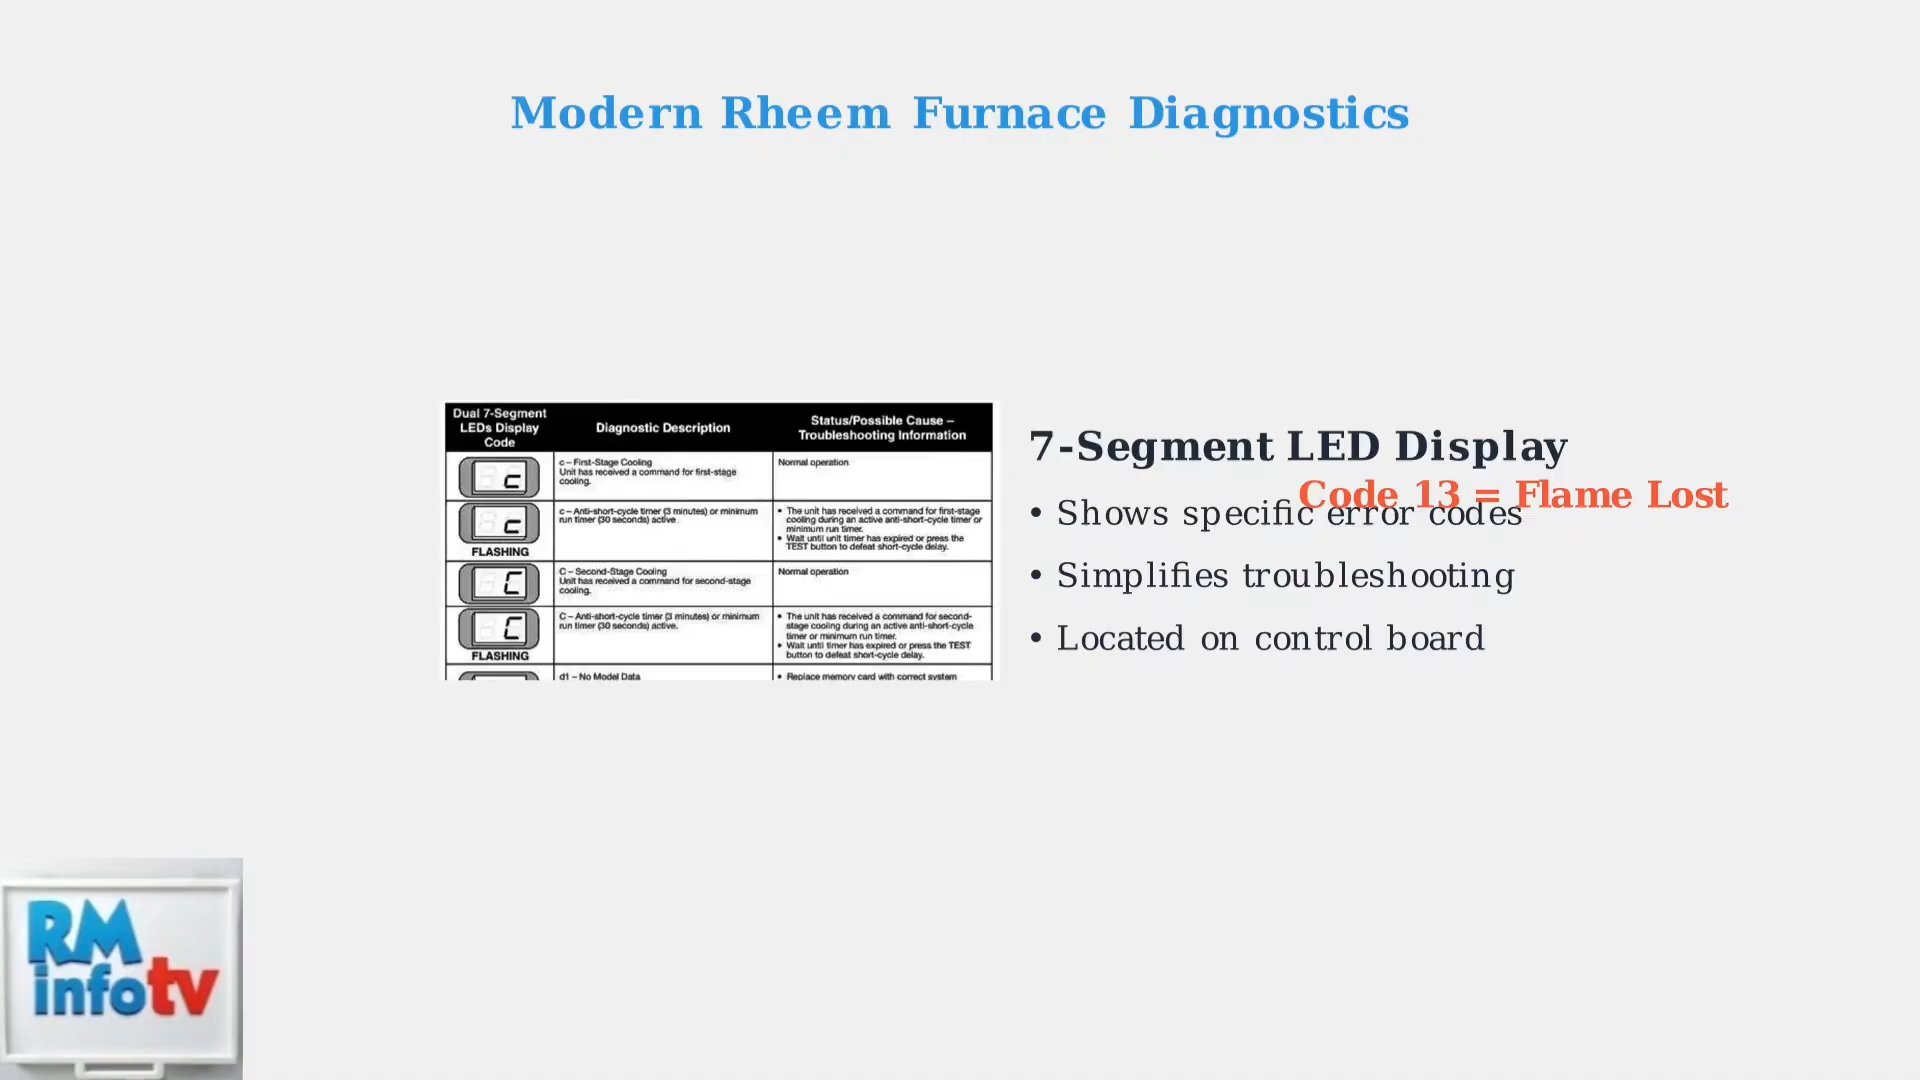 Modern Rheem Furnace Diagnostics
Dual 7-Segment
LEDs Display
Code
Diagnostic Description
Status/Possible Cause –
Troubleshooting Information
c
c – First-Stage Cooling
Unit has received a command for first-stage
cooling.
Normal operation
c
FLASHING
c – Anti-short-cycle timer (3 minutes) or minimum
run timer (30 seconds) active.
• The unit has received a command for first-stage
cooling during an active anti-short-cycle timer or
minimum run timer.
• Wait until unit timer has expired or press the
TEST button to defeat short-cycle delay.
C
C – Second-Stage Cooling
Unit has received a command for second-stage
cooling.
Normal operation
C
FLASHING
C – Anti-short-cycle timer (3 minutes) or minimum
run timer (30 seconds) active.
• The unit has received a command for second-
stage cooling during an active anti-short-cycle
timer or minimum run timer.
• Wait until timer has expired or press the TEST
button to defeat short-cycle delay.
d1 – No Model Data
• Replace memory card with correct system
7-Segment LED Display
Code 13 = Flame Lost
• Shows specific error codes
• Simplifies troubleshooting
• Located on control board
RM
infotv